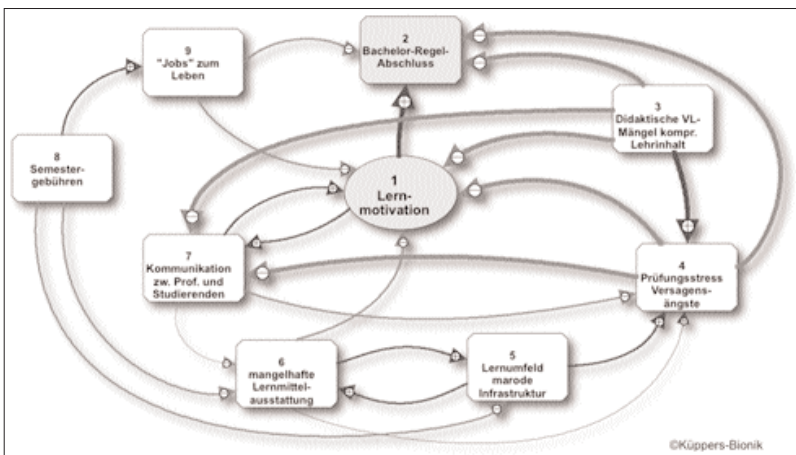 9
"Jobs" zum
Leben
2
Bachelor-Regel-
Abschluss
3
Didaktische VL-
Mängel kompr.
Lehrinhalt
8
Semester-
gebühren
1
Lern-
motivation
7
Kommunikation
zw. Prof. und
Studierenden
4
Prüfungsstress
Versagens-
ängste
6
mangelhafte
Lernmittel-
ausstattung
5
Lernumfeld
marode
Infrastruktur
©Küppers-Bionik